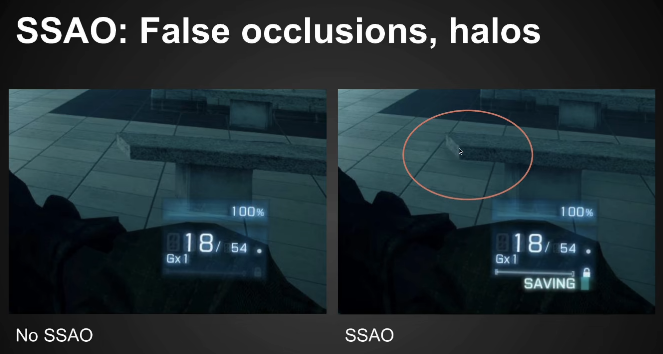 SSAO: False occlusions, halos
100%
18/ 54
Gx1
100%
18/ 54
Gx1
SAVING
No SSAO
SSAO